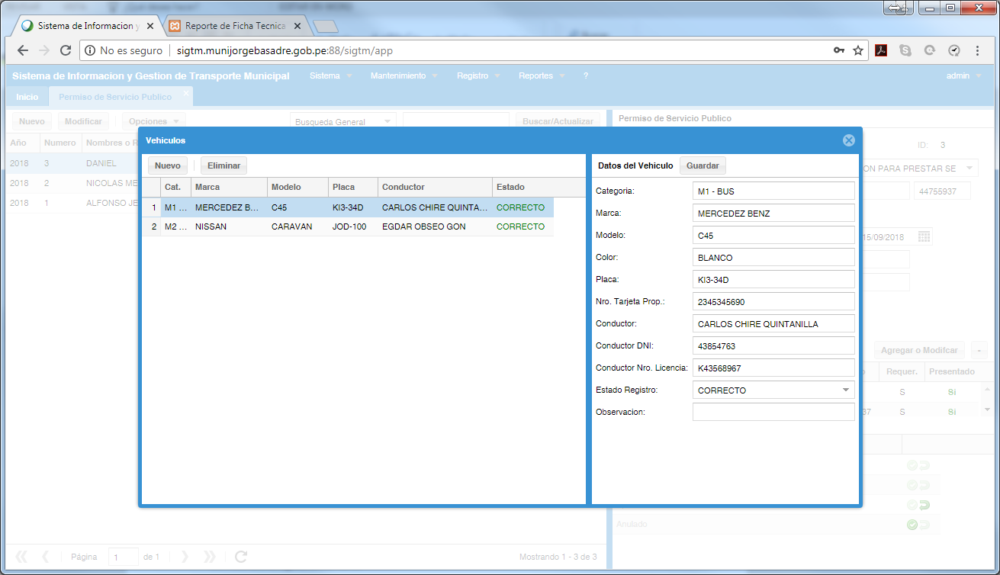 Sistema de Informacion y
Reporte de Ficha Tecnica
No es seguro
sigtm.munijorgebasadre.gob.pe:88/sigtm/app
Sistema de Informacion y Gestion de Transporte Municipal Sistema Mantenimiento Registro Reportes ? admin
Inicio Permiso de Servicio Publico
Nuevo Modificar Opciones Busqueda General Buscar/Actualizar Permiso de Servicio Publico
Año Numero Nombres o R
ID: 3
2018 3 DANIEL
ON PARA PRESTAR SE
2018 2 NICOLAS ME
44755937
2018 1 ALFONSO JE
15/09/2018
Vehiculos
Nuevo Eliminar
Cat. Marca Modelo Placa Conductor Estado
1 M1 ... MERCEDEZ B... C45 KI3-34D CARLOS CHIRE QUINTA... CORRECTO
2 M2 ... NISSAN CARAVAN JOD-100 EGDAR OBSEO GON CORRECTO
Datos del Vehiculo Guardar
Categoria: M1 - BUS
Marca: MERCEDEZ BENZ
Modelo: C45
Color: BLANCO
Placa: KI3-34D
Nro. Tarjeta Prop.: 2345345690
Conductor: CARLOS CHIRE QUINTANILLA
Conductor DNI: 43854763
Conductor Nro. Licencia: K43568967
Estado Registro: CORRECTO
Observacion:
Agregar o Modifcar -
o Requer. Presentado
S Si
37 S Si
Anulado
Página 1 de 1 Mostrando 1 - 3 de 3